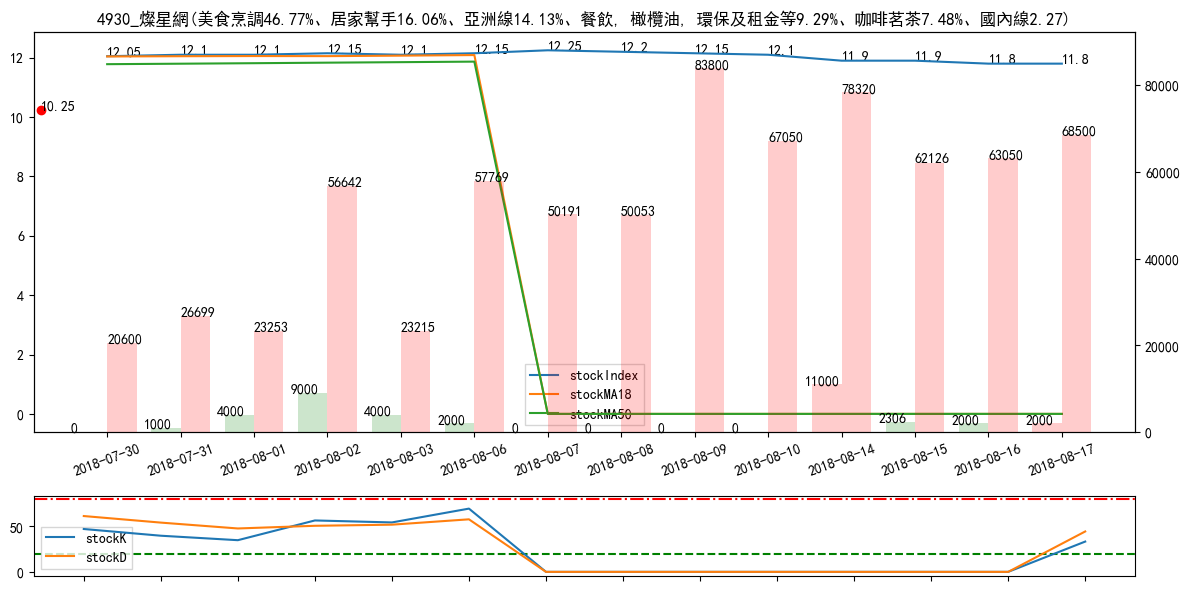 4930_燦星網(美食烹調46.77%、居家幫手16.06%、亞洲線14.13%、餐飲, 橄欖油, 環保及租金等9.29%、咖啡茗茶7.48%、國內線2.27)
12.05 12.1 12.1 12.15 12.1 12.15 12.25 12.2 12.15 12.1 11.9 11.9 11.8 11.8
10.25
12
10
8
6
4
2
0
80000
60000
40000
20000
0
20600 26699 23253 56642 23215 57769 50191 50053 83800 67050 78320 62126 63050 68500
0 1000 4000 9000 4000 2000 0 0 0 0 11000 2306 2000 2000
stockIndex
stockMA18
stockMA50
2018-07-30 2018-07-31 2018-08-01 2018-08-02 2018-08-03 2018-08-06 2018-08-07 2018-08-08 2018-08-09 2018-08-10 2018-08-14 2018-08-15 2018-08-16 2018-08-17
50
0
stockK
stockD